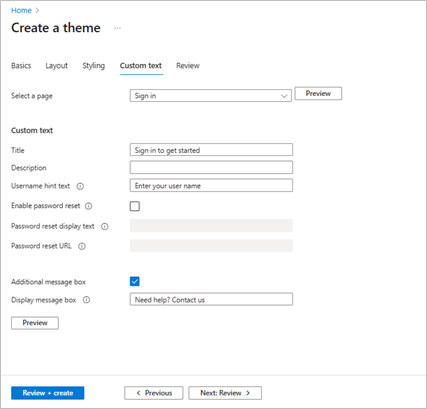 Home
Create a theme ...
Basics Layout Styling Custom text Review
Select a page Sign in Preview
Custom text
Title Sign in to get started
Description
Username hint text Enter your user name
Enable password reset
Password reset display text
Password reset URL
Additional message box
Display message box Need help? Contact us
Preview
Review + create < Previous Next: Review >